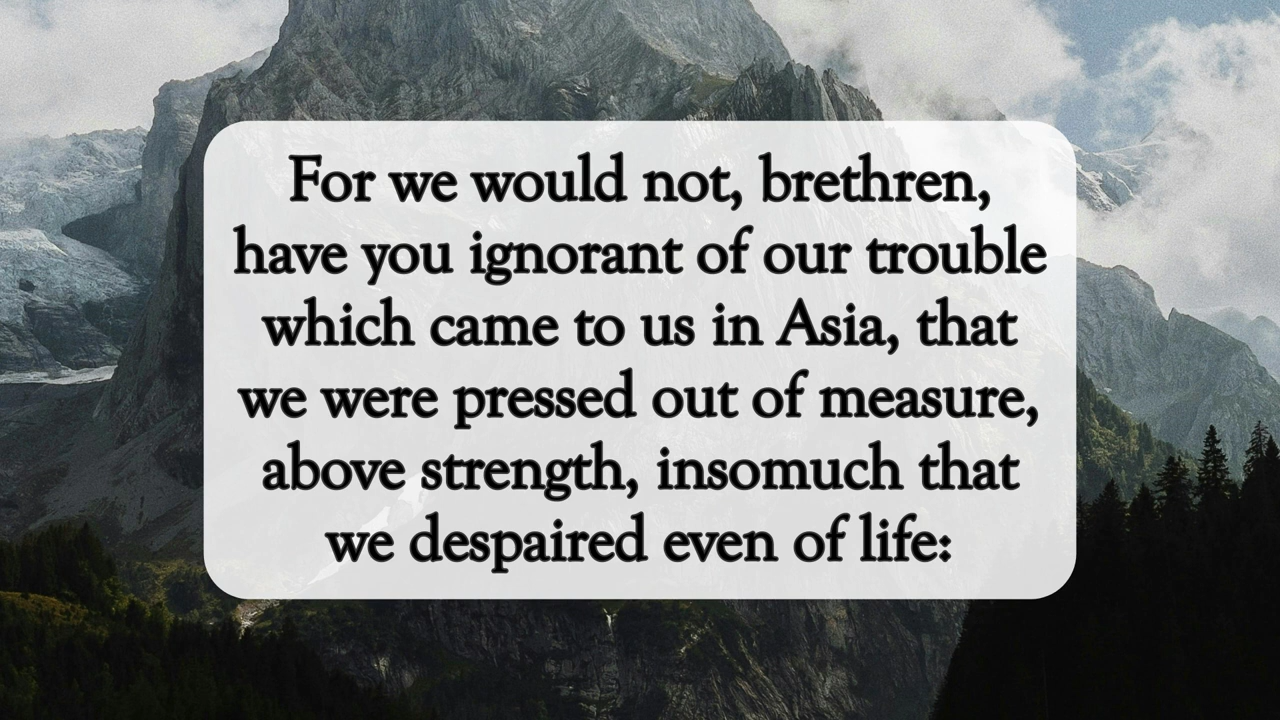 For we would not, brethren,
have you ignorant of our trouble
which came to us in Asia, that
we were pressed out of measure,
above strength, insomuch that
we despaired even of life: